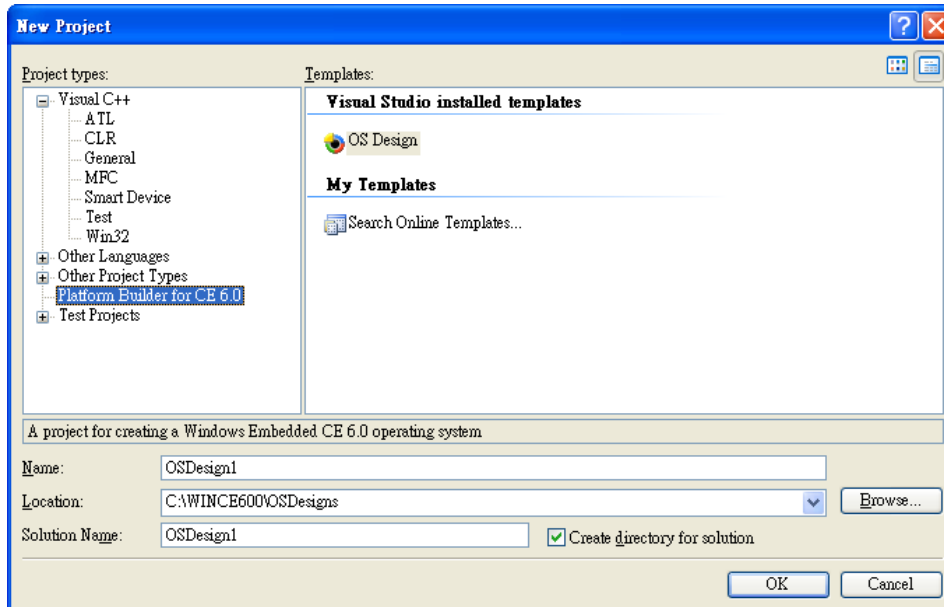 New Project
Project types:
Templates:
Visual C++
ATL
CLR
General
MFC
Smart Device
Test
Win32
Other Languages
Other Project Types
Platform Builder for CE 6.0
Test Projects
Visual Studio installed templates
OS Design
My Templates
Search Online Templates...
A project for creating a Windows Embedded CE 6.0 operating system
Name:
OSDesign1
Location:
C:\WINCE600\OSDesigns
Browse...
Solution Name:
OSDesign1
Create directory for solution
OK
Cancel